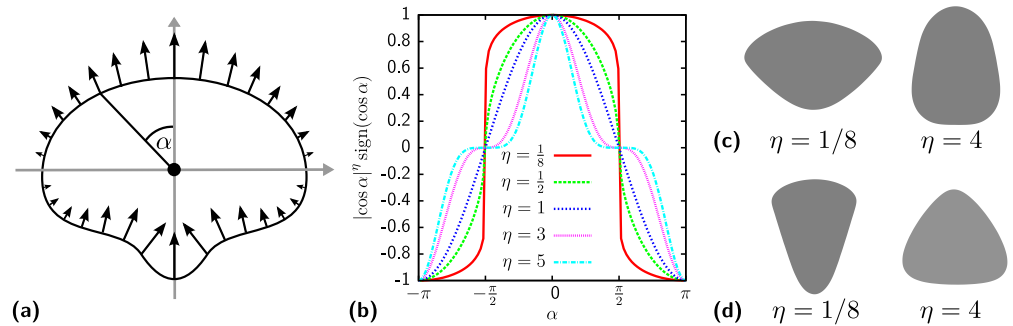 (a)
α
|cos α|^η sign(cos α)
1
0.8
0.6
0.4
0.2
0
-0.2
-0.4
-0.6
-0.8
-1
η = 1/8
η = 1/2
η = 1
η = 3
η = 5
−π
−π/2
0
π/2
π
α
(b)
(c)
η = 1/8
η = 4
(d)
η = 1/8
η = 4